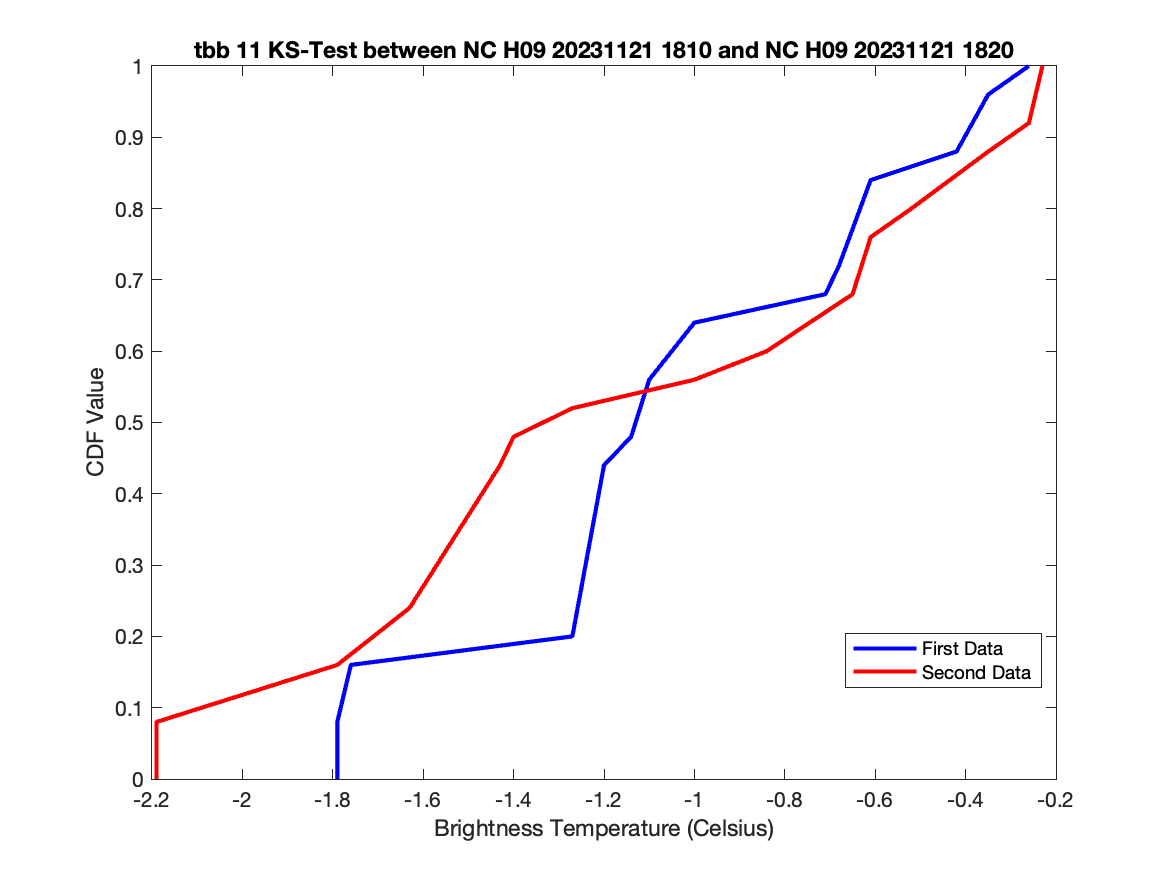 tbb 11 KS-Test between NC H09 20231121 1810 and NC H09 20231121 1820
1
0.9
0.8
0.7
0.6
0.5
0.4
0.3
0.2
0.1
0
CDF Value
First Data
Second Data
-2.2 -2 -1.8 -1.6 -1.4 -1.2 -1 -0.8 -0.6 -0.4 -0.2
Brightness Temperature (Celsius)